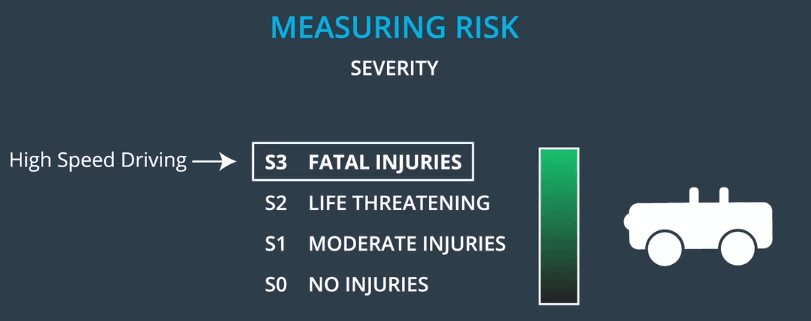 MEASURING RISK
SEVERITY
High Speed Driving
S3 FATAL INJURIES
S2 LIFE THREATENING
S1 MODERATE INJURIES
S0 NO INJURIES